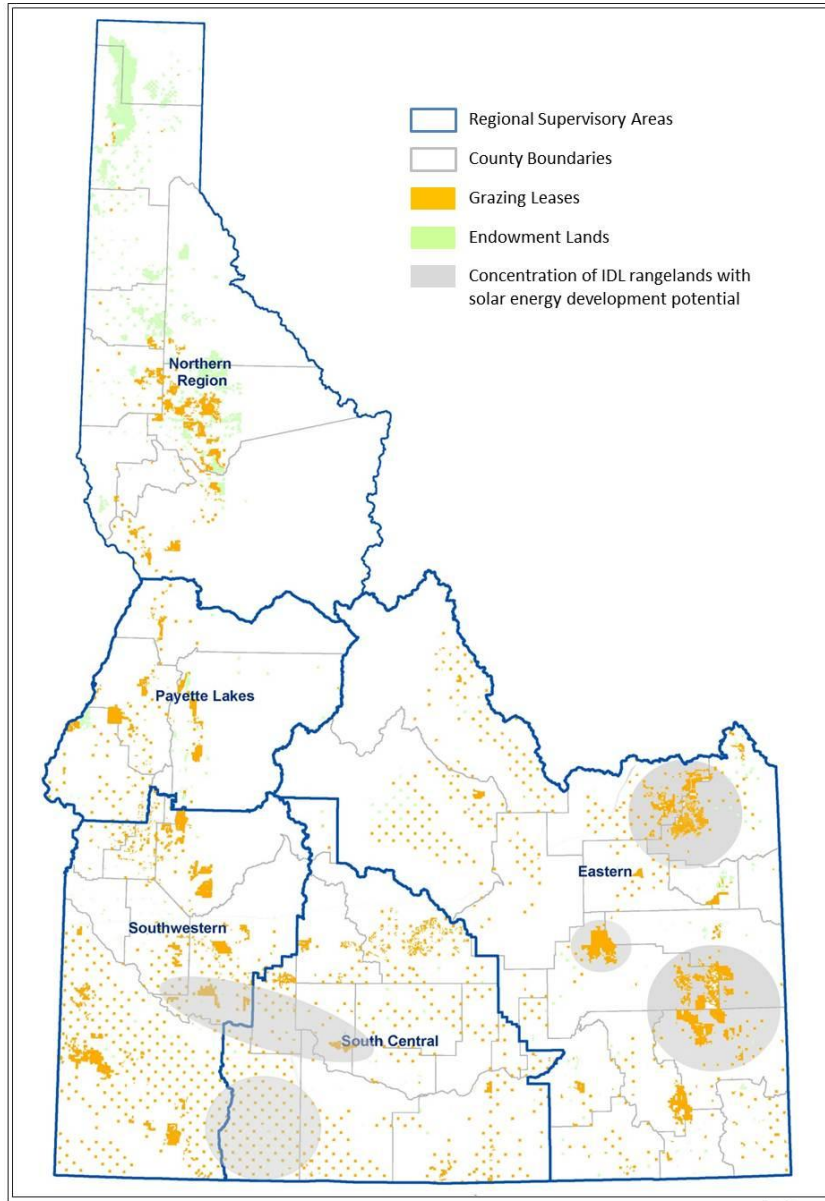 Regional Supervisory Areas
County Boundaries
Grazing Leases
Endowment Lands
Concentration of IDL rangelands with
solar energy development potential
Northern
Region
Payette Lakes
Eastern
Southwestern
South Central